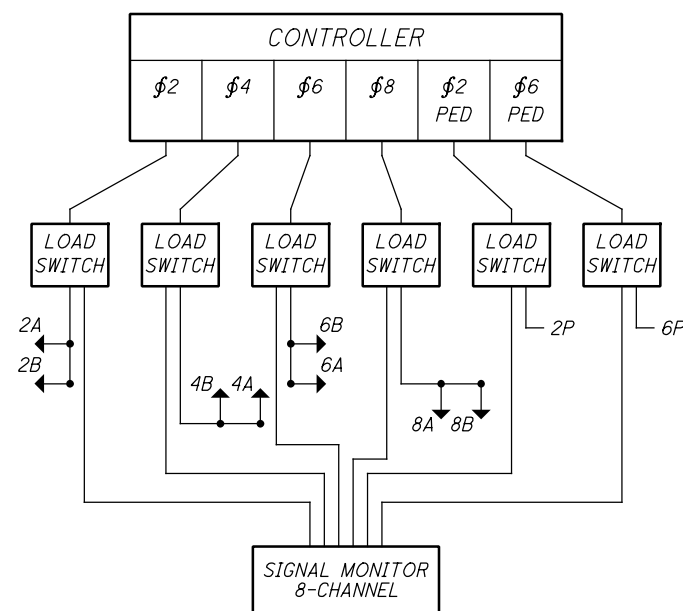 CONTROLLER
∮2 ∮4 ∮6 ∮8 ∮2 ∮6
PED PED
LOAD LOAD LOAD LOAD LOAD LOAD
SWITCH SWITCH SWITCH SWITCH SWITCH SWITCH
2A 6B 2P 6P
2B 6A
4B 4A
8A 8B
SIGNAL MONITOR
8-CHANNEL